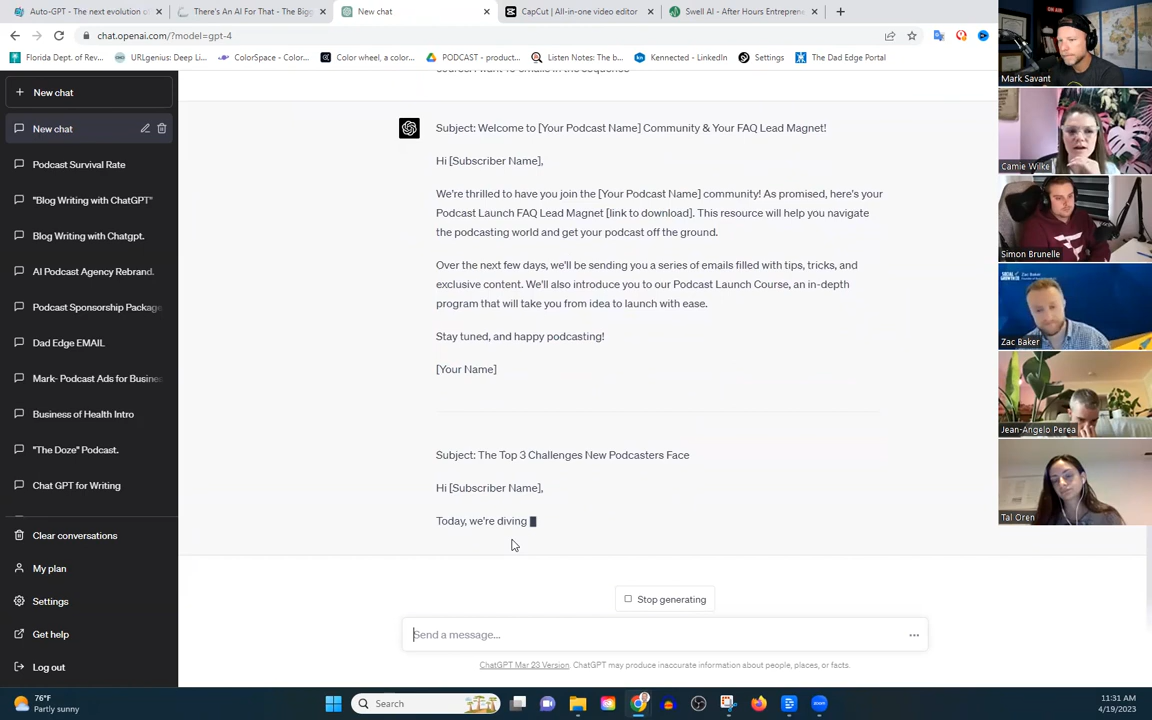 Auto-GPT - The next evolution of
There's An AI For That - The Bigg
New chat
CapCut | All-in-one video editor
Swell AI - After Hours Entrepren
chat.openai.com/?model=gpt-4
Florida Dept. of Rev...
URLgenius: Deep Li...
ColorSpace - Color...
Color wheel, a color...
PODCAST - product...
Listen Notes: The b...
Kennected - LinkedIn
Settings
The Dad Edge Portal
New chat
New chat
Podcast Survival Rate
"Blog Writing with ChatGPT"
Blog Writing with Chatgpt.
AI Podcast Agency Rebrand.
Podcast Sponsorship Package
Dad Edge EMAIL
Mark- Podcast Ads for Busine
Business of Health Intro
"The Doze" Podcast.
Chat GPT for Writing
Clear conversations
My plan
Settings
Get help
Log out
Subject: Welcome to [Your Podcast Name] Community & Your FAQ Lead Magnet!
Hi [Subscriber Name],
We're thrilled to have you join the [Your Podcast Name] community! As promised, here's your
Podcast Launch FAQ Lead Magnet [link to download]. This resource will help you navigate
the podcasting world and get your podcast off the ground.
Over the next few days, we'll be sending you a series of emails filled with tips, tricks, and
exclusive content. We'll also introduce you to our Podcast Launch Course, an in-depth
program that will take you from idea to launch with ease.
Stay tuned, and happy podcasting!
[Your Name]
Subject: The Top 3 Challenges New Podcasters Face
Hi [Subscriber Name],
Today, we're diving
Stop generating
Send a message...
ChatGPT Mar 23 Version. ChatGPT may produce inaccurate information about people, places, or facts.
ON AIR
Mark Savant
Camie Wilke
Simon Brunelle
SOCIAL
GROWTH CO.
Zac Baker
Zac Baker
Jean-Angelo Perea
Tal Oren
76°F
Partly sunny
Search
11:31 AM
4/19/2023